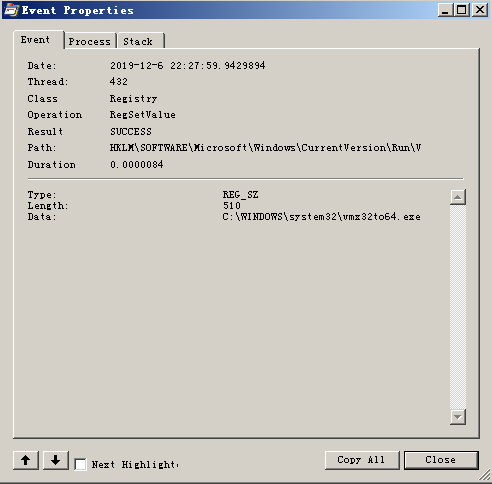 Event Properties
Event Process Stack
Date: 2019-12-6 22:27:59.9429894
Thread: 432
Class Registry
Operation RegSetValue
Result SUCCESS
Path: HKLM\SOFTWARE\Microsoft\Windows\CurrentVersion\Run\V
Duration 0.0000084
Type: REG_SZ
Length: 510
Data: C:\WINDOWS\system32\vmx32to64.exe
Next Highlight
Copy All
Close